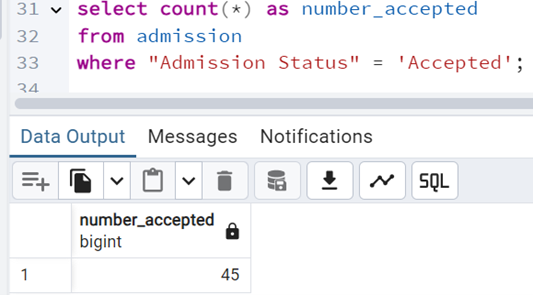 31 select count(*) as number_accepted
32 from admission
33 where "Admission Status" = 'Accepted';
34
Data Output Messages Notifications
SQL
number_accepted
bigint
1 45